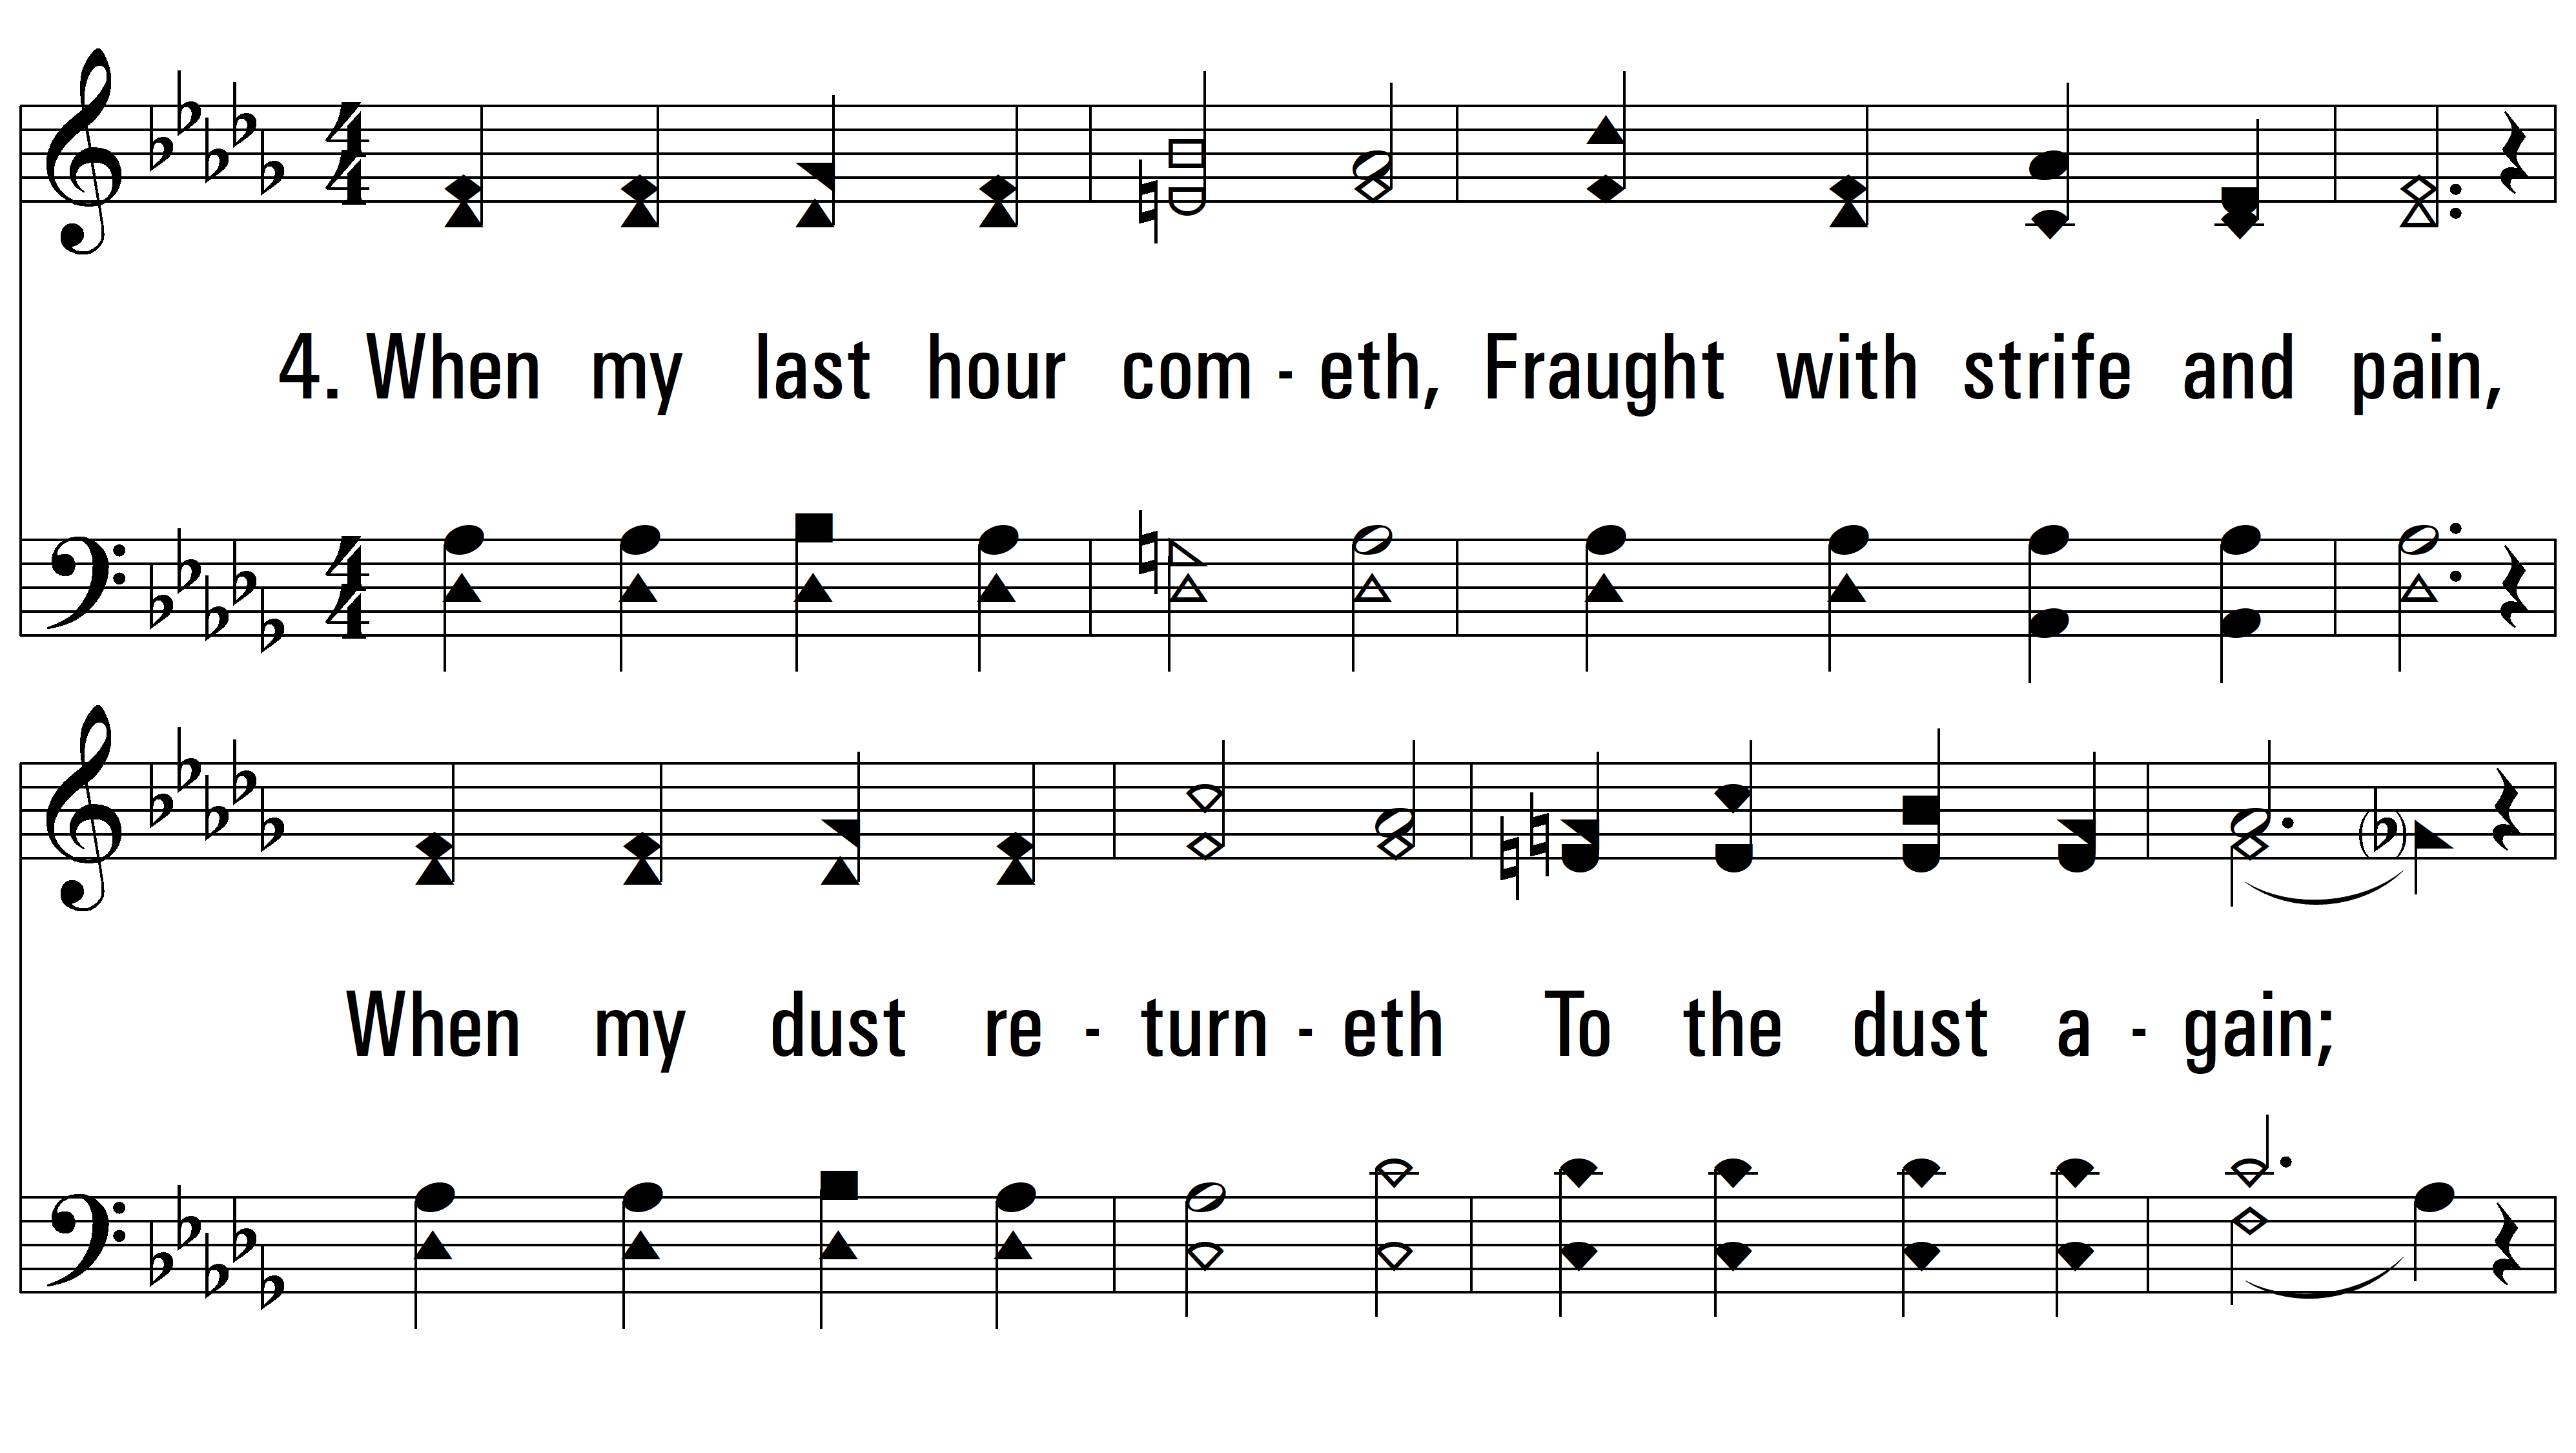 4. When my last hour com - eth, Fraught with strife and pain,
When my dust re - turn - eth To the dust a - gain;